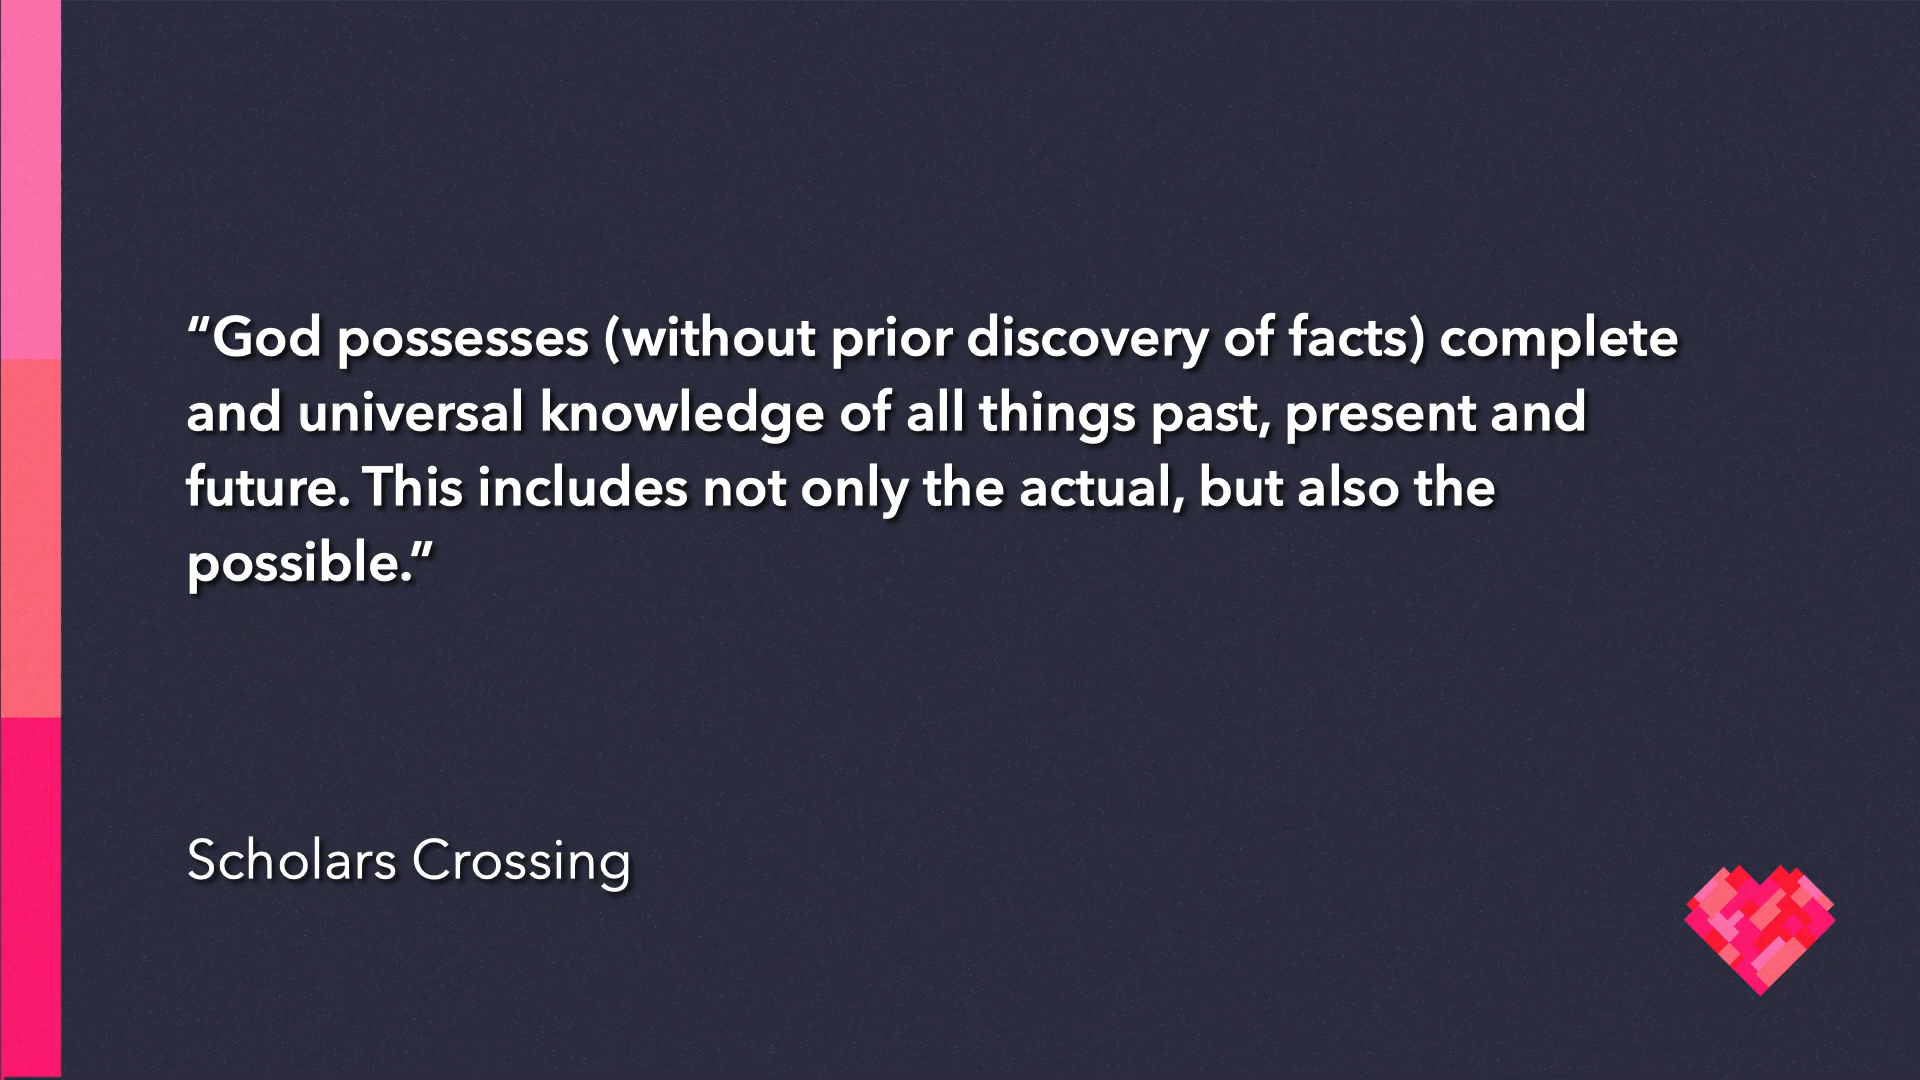 “God possesses (without prior discovery of facts) complete
and universal knowledge of all things past, present and
future. This includes not only the actual, but also the
possible.”
Scholars Crossing